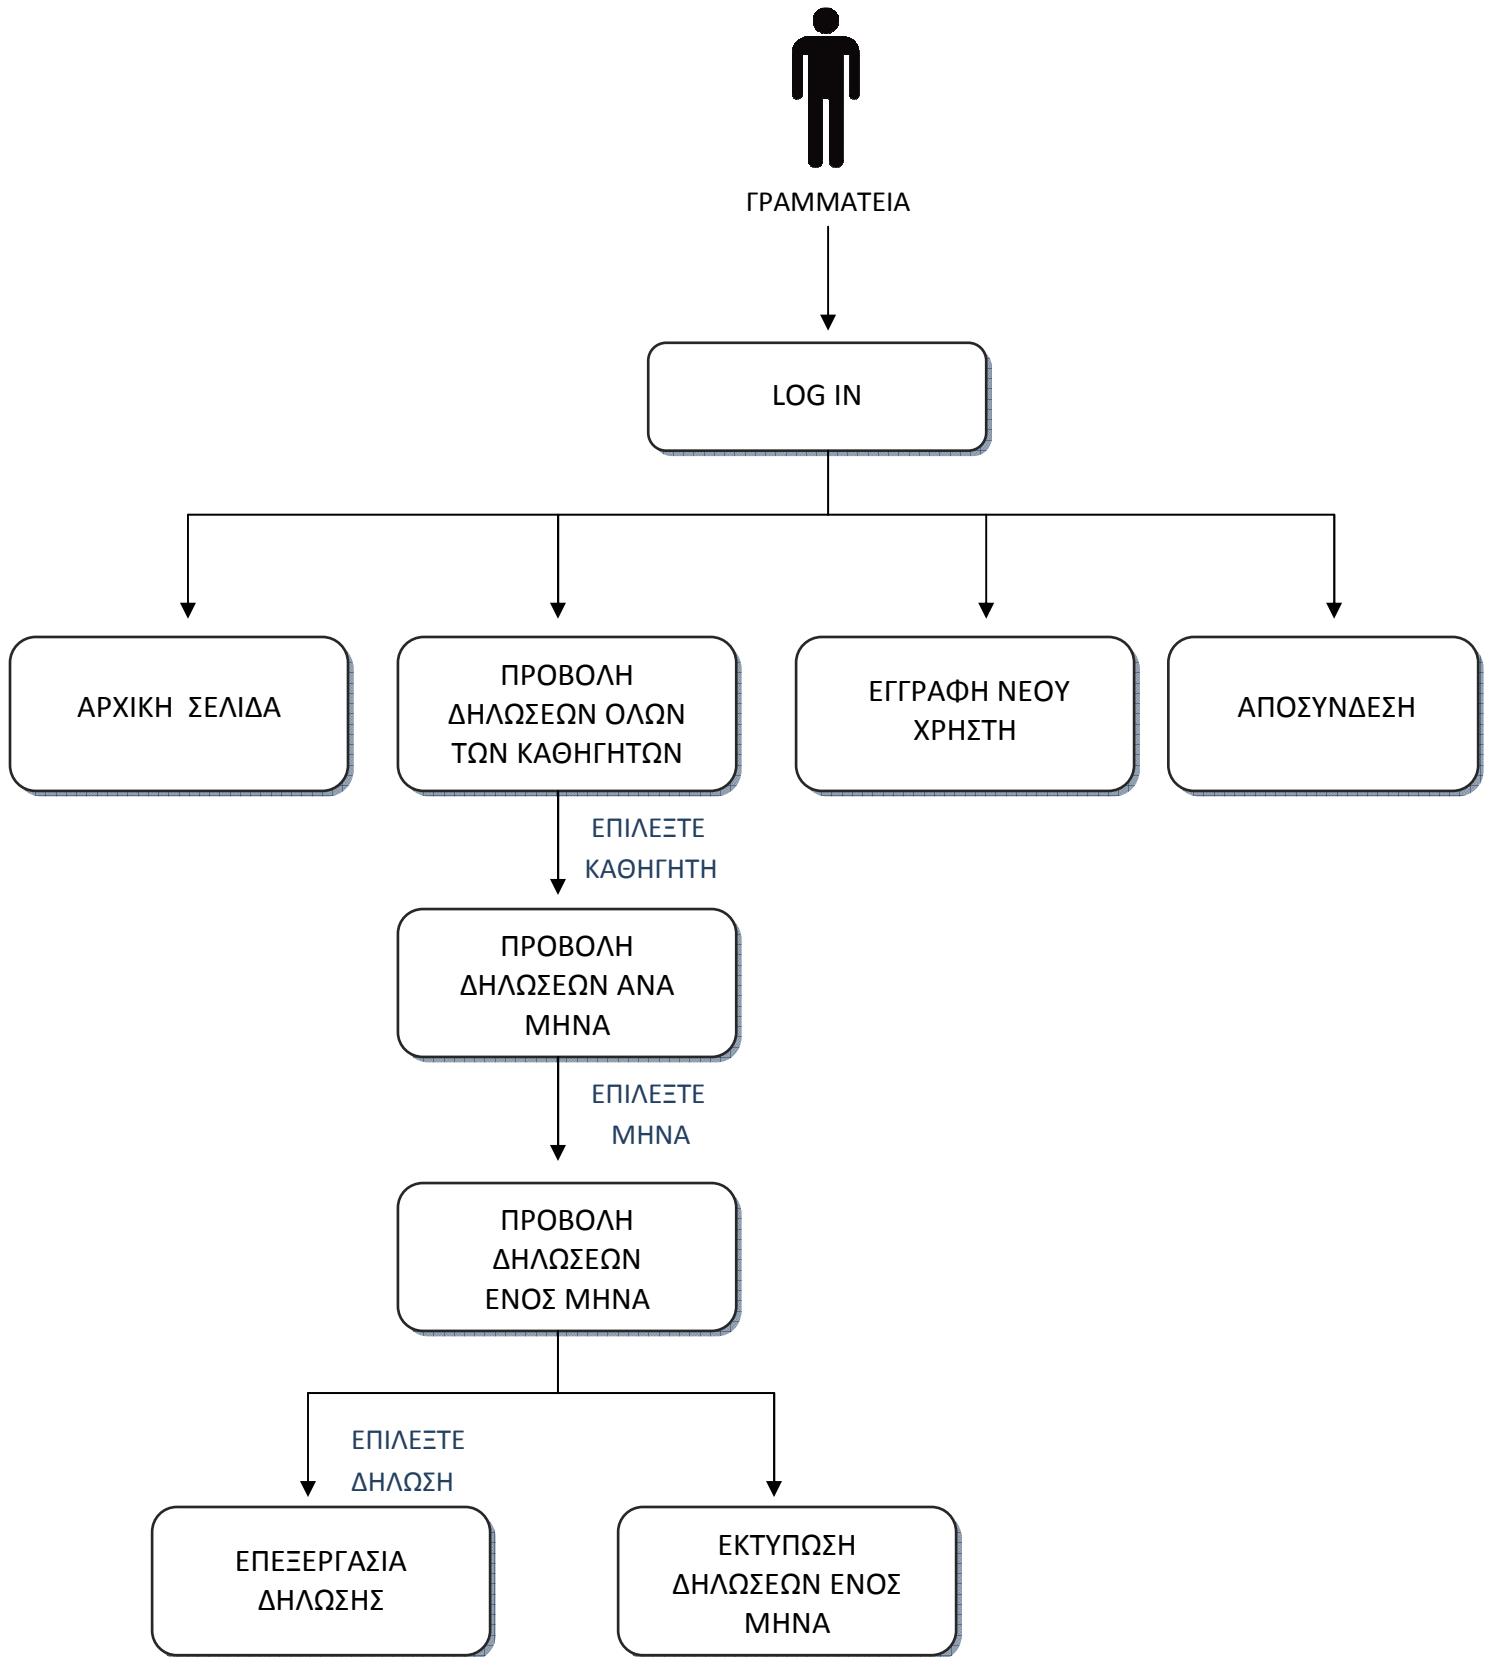 ΓΡΑΜΜΑΤΕΙΑ
LOG IN
ΑΡΧΙΚΗ ΣΕΛΙΔΑ
ΠΡΟΒΟΛΗ
ΔΗΛΩΣΕΩΝ ΟΛΩΝ
ΤΩΝ ΚΑΘΗΓΗΤΩΝ
ΕΓΓΡΑΦΗ ΝΕΟΥ
ΧΡΗΣΤΗ
ΑΠΟΣΥΝΔΕΣΗ
ΕΠΙΛΕΞΤΕ
ΚΑΘΗΓΗΤΗ
ΠΡΟΒΟΛΗ
ΔΗΛΩΣΕΩΝ ΑΝΑ
ΜΗΝΑ
ΕΠΙΛΕΞΤΕ
ΜΗΝΑ
ΠΡΟΒΟΛΗ
ΔΗΛΩΣΕΩΝ
ΕΝΟΣ ΜΗΝΑ
ΕΠΙΛΕΞΤΕ
ΔΗΛΩΣΗ
ΕΠΕΞΕΡΓΑΣΙΑ
ΔΗΛΩΣΗΣ
ΕΚΤΥΠΩΣΗ
ΔΗΛΩΣΕΩΝ ΕΝΟΣ
ΜΗΝΑ